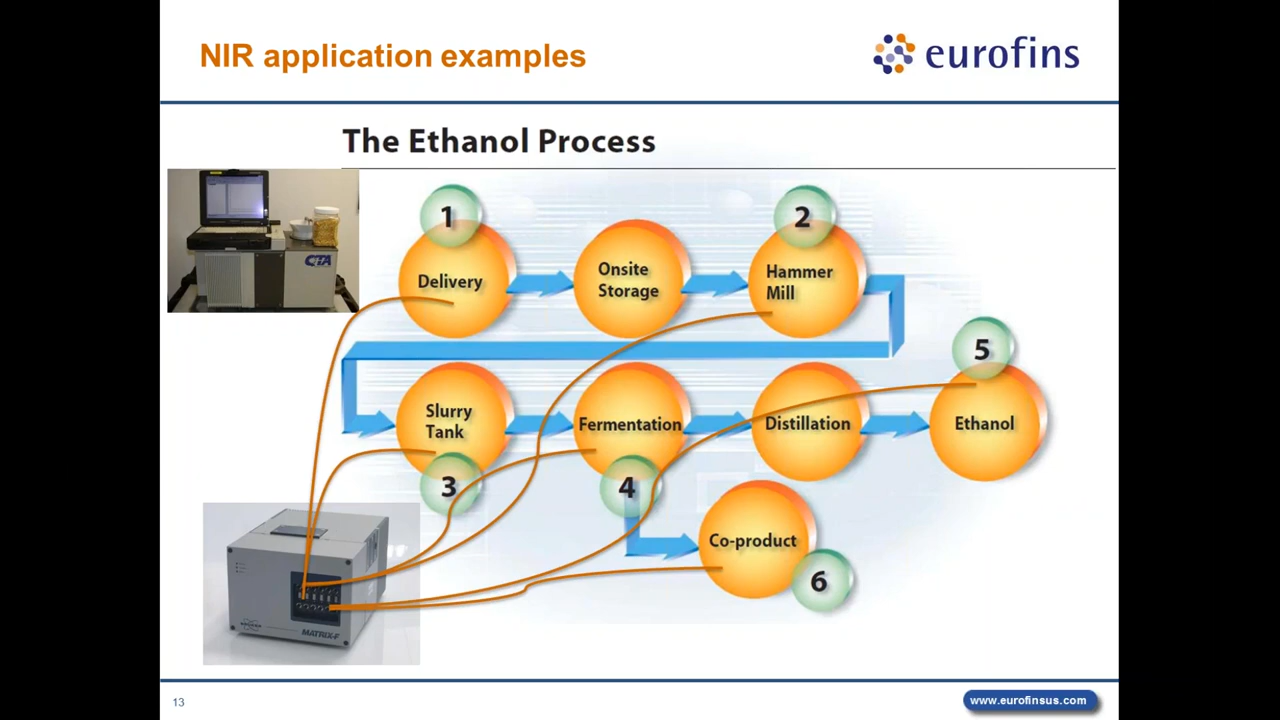 NIR application examples
eurofins
The Ethanol Process
1
2
Delivery
Onsite
Storage
Hammer
Mill
CTA
5
Slurry
Tank
Fermentation
Distillation
Ethanol
3
4
Co-product
6
MATRIX-F
13
www.eurofinsus.com